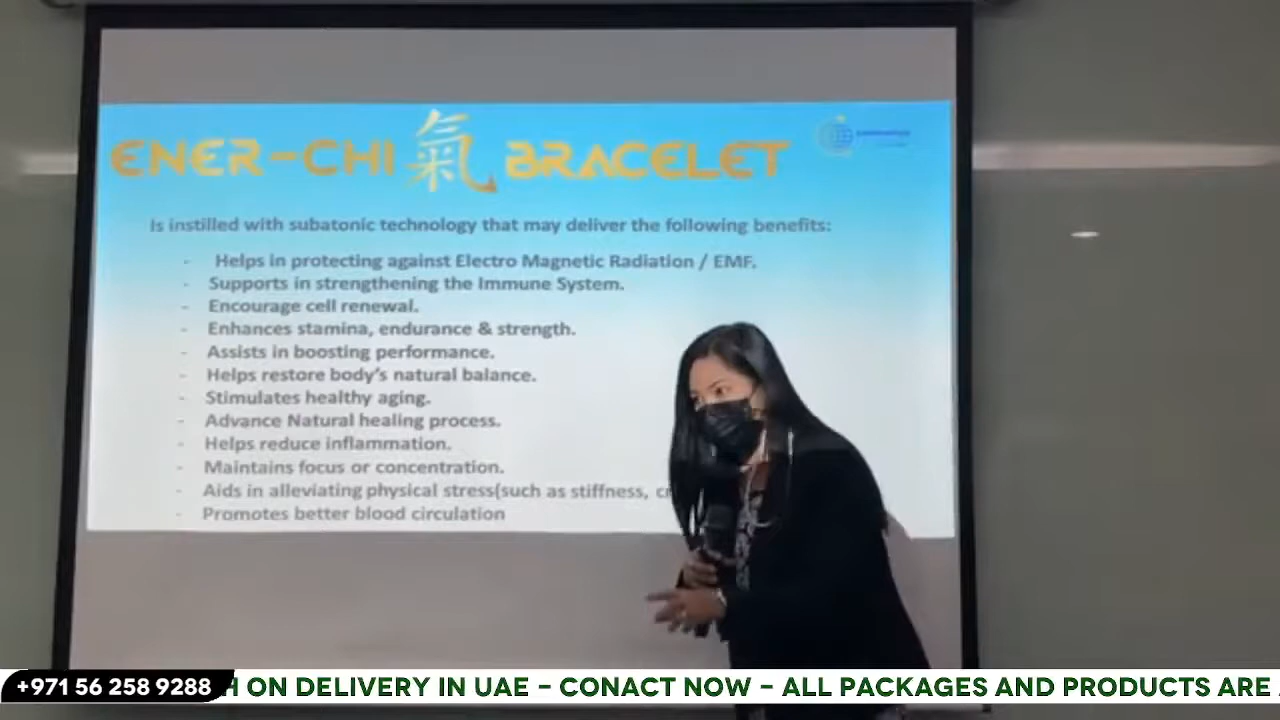 ENER-CHI 氣 BRACELET
Is instilled with subatonic technology that may deliver the following benefits:
- Helps in protecting against Electro Magnetic Radiation / EMF.
- Supports in strengthening the Immune System.
- Encourage cell renewal.
- Enhances stamina, endurance & strength.
- Assists in boosting performance.
- Helps restore body's natural balance.
- Stimulates healthy aging.
- Advance Natural healing process.
- Helps reduce inflammation.
- Maintains focus or concentration.
- Aids in alleviating physical stress(such as stiffness,
- Promotes better blood circulation
+971 56 258 9288
H ON DELIVERY IN UAE - CONACT NOW - ALL PACKAGES AND PRODUCTS ARE